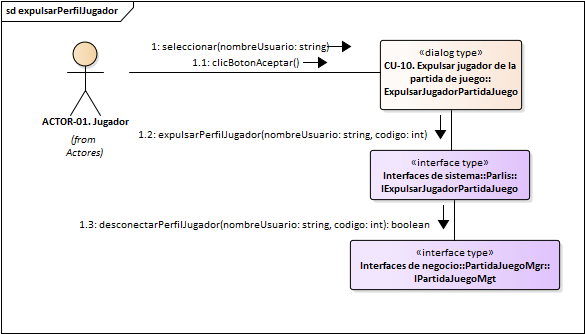 sd expulsarPerfilJugador
1: seleccionar(nombreUsuario: string)
1.1: clicBotonAceptar()
«dialog type»
CU-10. Expulsar jugador de la
partida de juego::
ExpulsarJugadorPartidaJuego
ACTOR-01. Jugador
(from
Actores)
1.2: expulsarPerfilJugador(nombreUsuario: string, codigo: int)
«interface type»
Interfaces de sistema::Parlis::
IExpulsarJugadorPartidaJuego
1.3: desconectarPerfilJugador(nombreUsuario: string, codigo: int): boolean
«interface type»
Interfaces de negocio::PartidaJuegoMgr::
IPartidaJuegoMgt